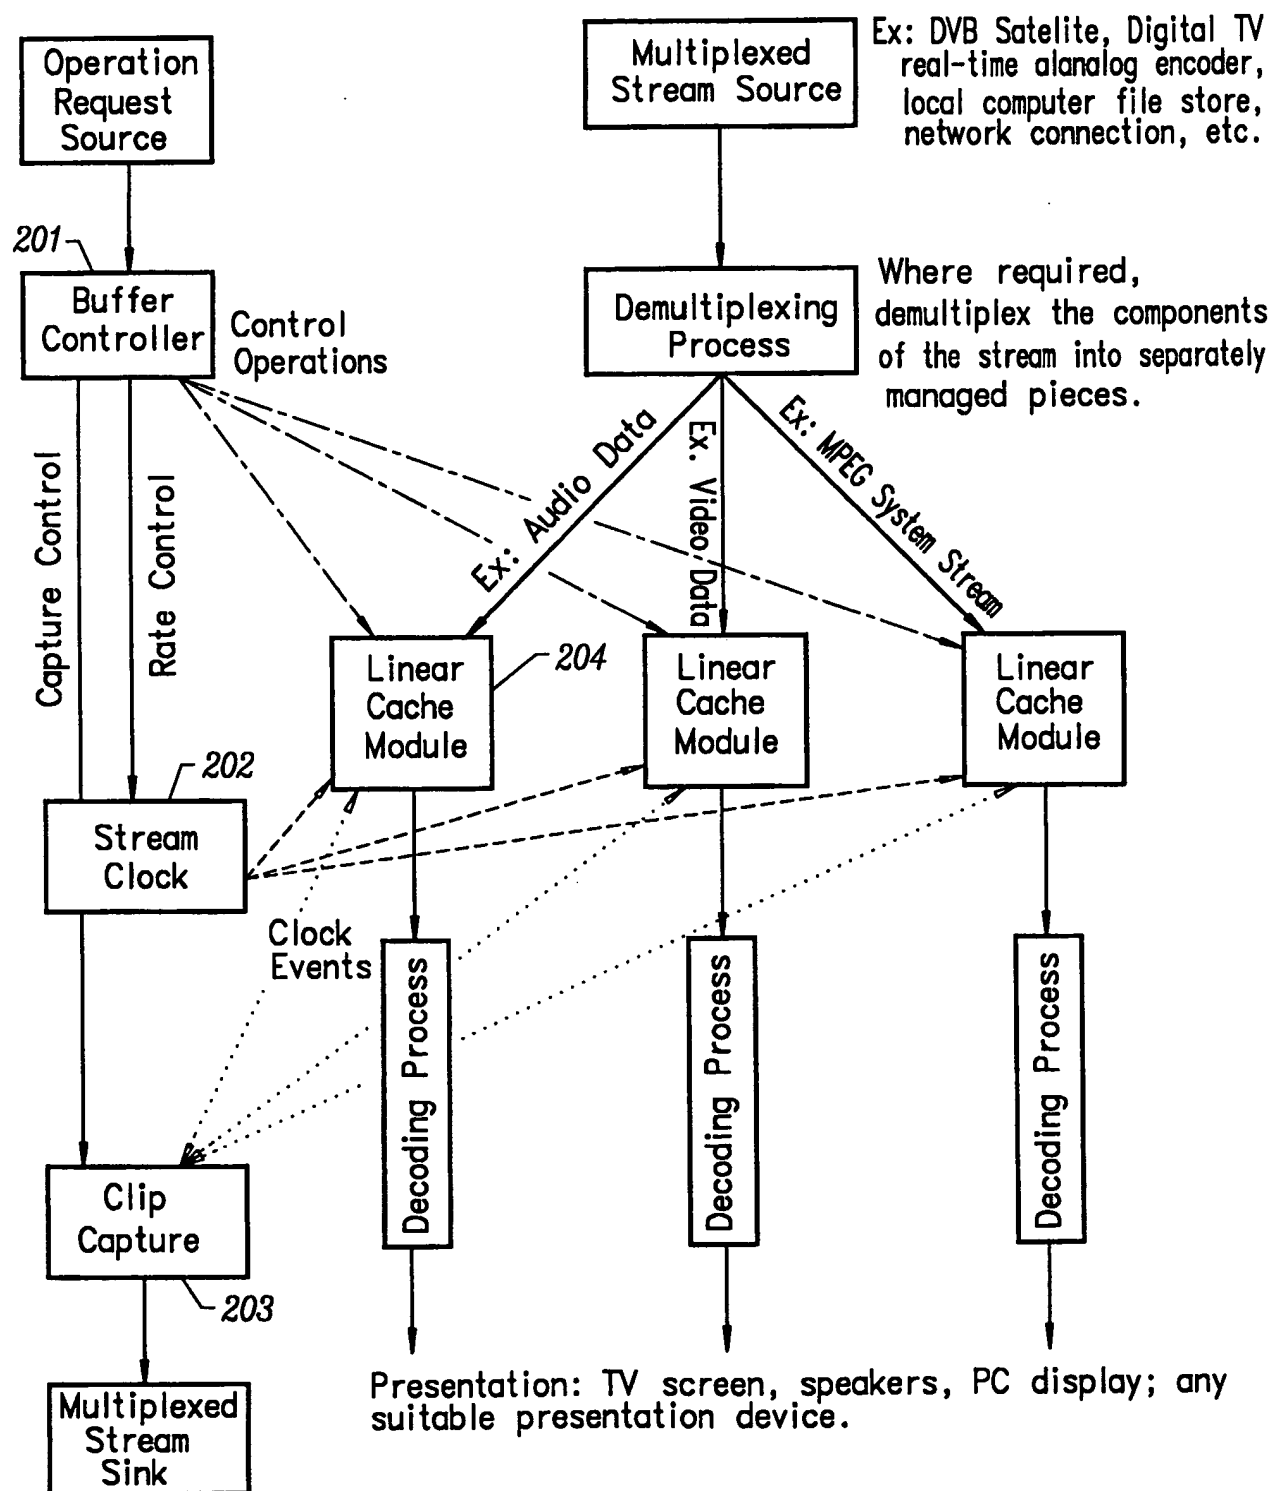 Operation
Request
Source
Multiplexed
Stream Source
Ex: DVB Satelite, Digital TV
real-time alanalog encoder,
local computer file store,
network connection, etc.
201
Buffer
Controller
Control
Operations
Demultiplexing
Process
Where required,
demultiplex the components
of the stream into separately
managed pieces.
Capture Control
Rate Control
Ex: Audio Data
Ex. Video Data
Ex: MPEG System Stream
Linear
Cache
Module
204
Linear
Cache
Module
Linear
Cache
Module
202
Stream
Clock
Clock
Events
Decoding Process
Decoding Process
Decoding Process
Clip
Capture
203
Multiplexed
Stream
Sink
Presentation: TV screen, speakers, PC display; any
suitable presentation device.